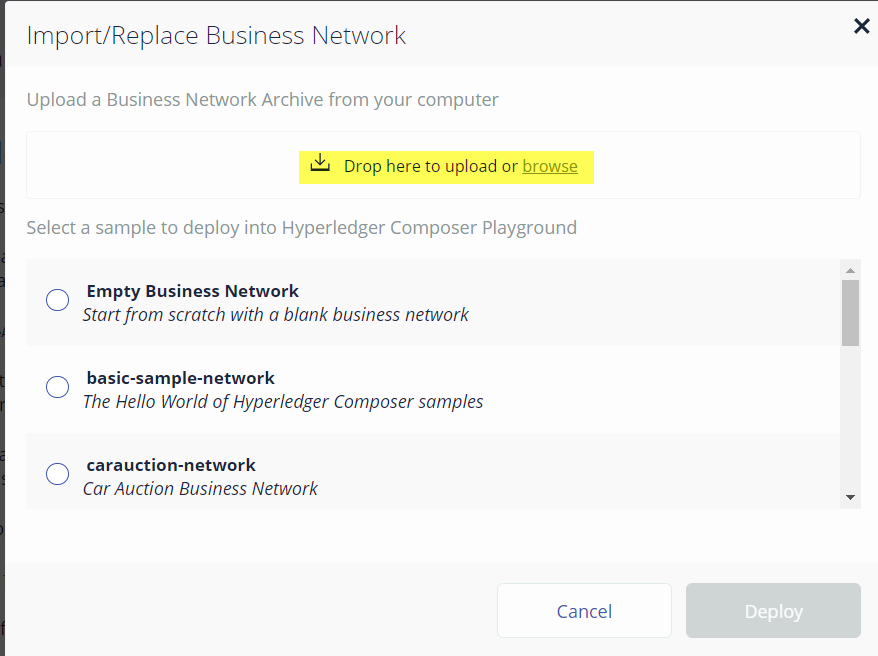 Import/Replace Business Network
Upload a Business Network Archive from your computer
Drop here to upload or browse
Select a sample to deploy into Hyperledger Composer Playground
Empty Business Network
Start from scratch with a blank business network
basic-sample-network
The Hello World of Hyperledger Composer samples
carauction-network
Car Auction Business Network
Cancel
Deploy